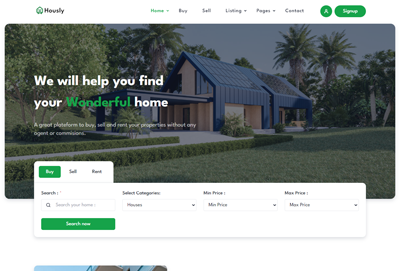 Hously
Home Buy Sell Listing Pages Contact Signup
We will help you find
your Wonderful home
A great plateform to buy, sell and rent your properties without any
agent or commisions.
Buy Sell Rent
Search : Select Categories: Min Price : Max Price :
Search your home : Houses Min Price Max Price
Search now